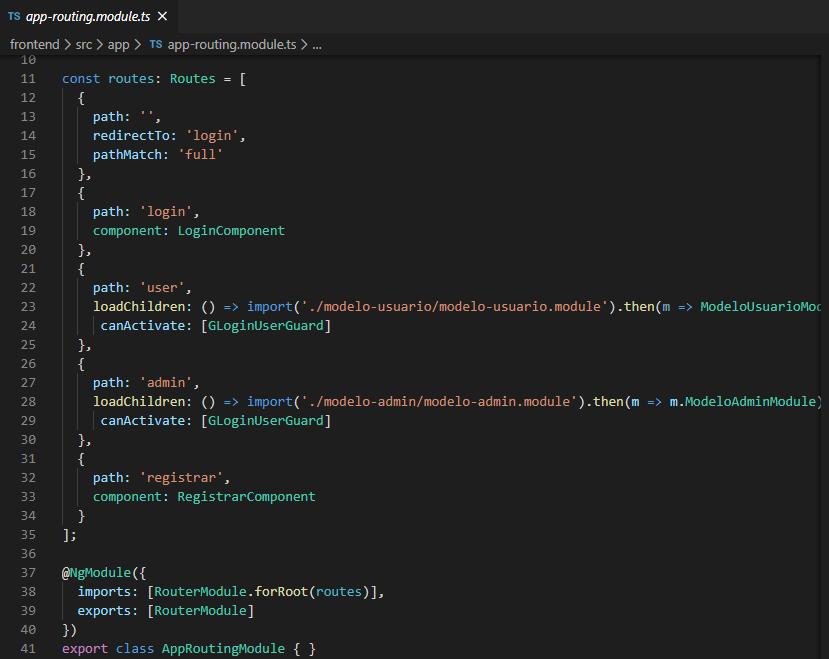 TS app-routing.module.ts ×
frontend > src > app > TS app-routing.module.ts > ...
10
11 const routes: Routes = [
12   {
13     path: '',
14     redirectTo: 'login',
15     pathMatch: 'full'
16   },
17   {
18     path: 'login',
19     component: LoginComponent
20   },
21   {
22     path: 'user',
23     loadChildren: () => import('./modelo-usuario/modelo-usuario.module').then(m => ModeloUsuarioMod
24      canActivate: [GLoginUserGuard]
25   },
26   {
27     path: 'admin',
28     loadChildren: () => import('./modelo-admin/modelo-admin.module').then(m => m.ModeloAdminModule)
29      canActivate: [GLoginUserGuard]
30   },
31   {
32     path: 'registrar',
33     component: RegistrarComponent
34   }
35 ];
36
37 @NgModule({
38   imports: [RouterModule.forRoot(routes)],
39   exports: [RouterModule]
40 })
41 export class AppRoutingModule { }